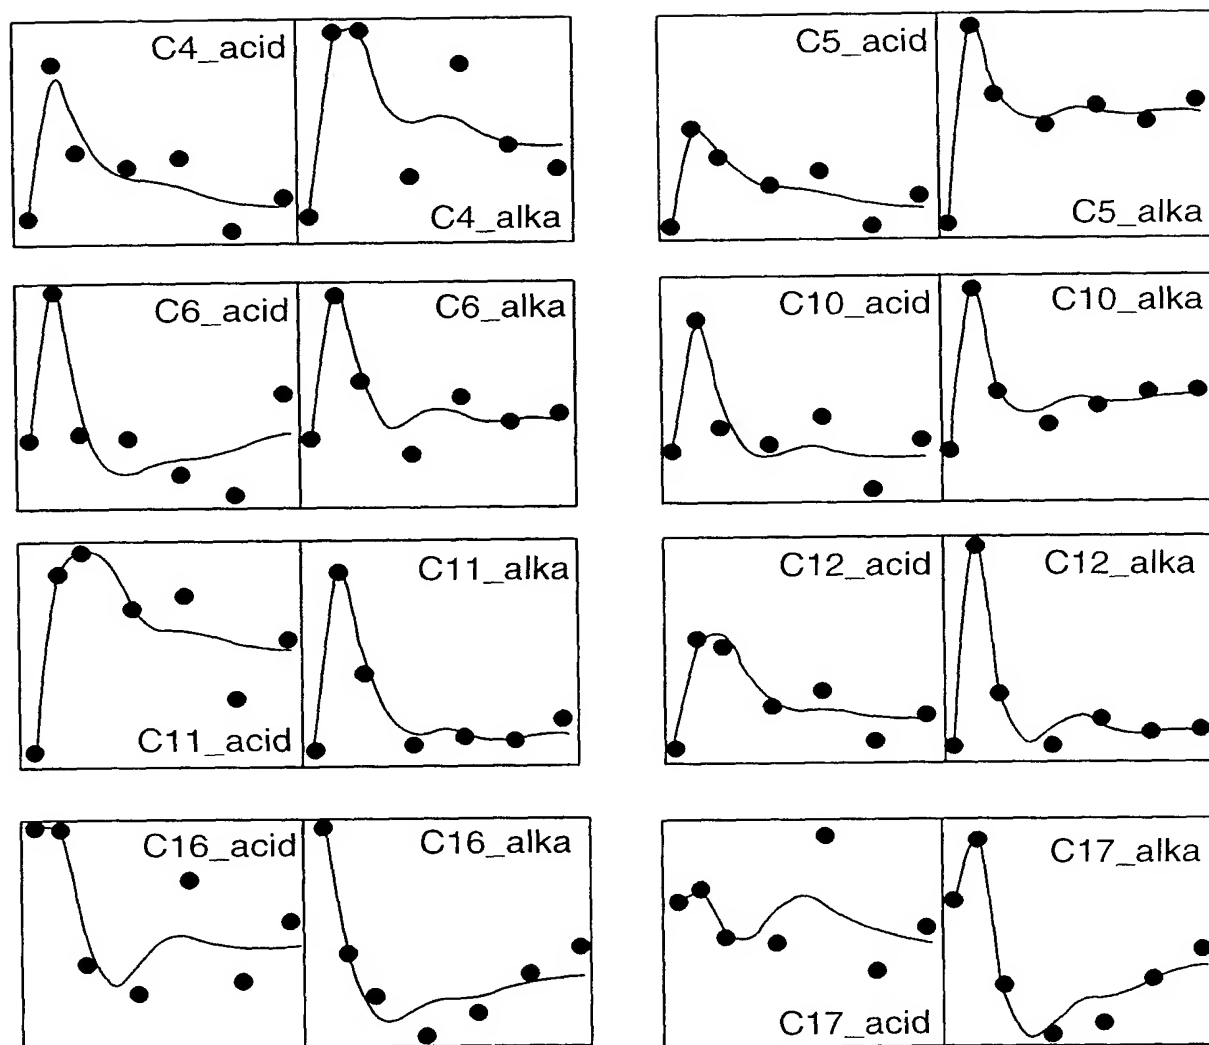 C4_acid
C4_alka
C5_acid
C5_alka
C6_acid
C6_alka
C10_acid
C10_alka
C11_acid
C11_alka
C12_acid
C12_alka
C16_acid
C16_alka
C17_acid
C17_alka